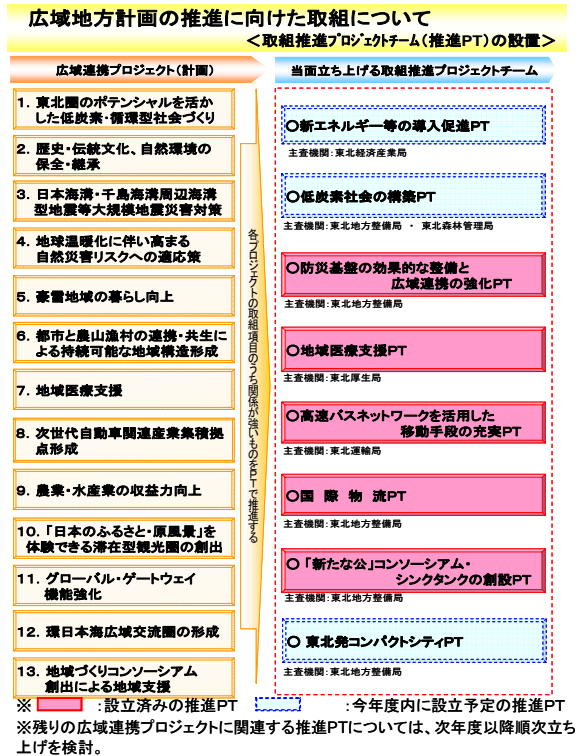 広域地方計画の推進に向けた取組について
＜取組推進プロジェクトチーム（推進PT）の設置＞
広域連携プロジェクト（計画）
1．東北圏のポテンシャルを活か
した低炭素・循環型社会づくり
2．歴史・伝統文化、自然環境の
保全・継承
3．日本海溝・千島海溝周辺海溝
型地震等大規模地震災害対策
4．地球温暖化に伴い高まる
自然災害リスクへの適応策
5．豪雪地域の暮らし向上
6．都市と農山漁村の連携・共生に
よる持続可能な地域構造形成
7．地域医療支援
8．次世代自動車関連産業集積拠
点形成
9．農業・水産業の収益力向上
10．「日本のふるさと・原風景」を
体験できる滞在型観光圏の創出
11．グローバル・ゲートウェイ
機能強化
12．環日本海広域交流圏の形成
13．地域づくりコンソーシアム
創出による地域支援
各プロジェクトの取組項目のうち関係が強いものをPTで推進する
当面立ち上げる取組推進プロジェクトチーム
○新エネルギー等の導入促進PT
主査機関：東北経済産業局
○低炭素社会の構築PT
主査機関：東北地方整備局 ・ 東北森林管理局
○防災基盤の効果的な整備と
広域連携の強化PT
主査機関：東北地方整備局
○地域医療支援PT
主査機関：東北厚生局
○高速バスネットワークを活用した
移動手段の充実PT
主査機関：東北運輸局
○国 際 物 流PT
主査機関：東北地方整備局
○「新たな公」コンソーシアム・
シンクタンクの創設PT
主査機関：東北地方整備局
○ 東北発コンパクトシティPT
主査機関：東北地方整備局
※ ：設立済みの推進PT ：今年度内に設立予定の推進PT
※残りの広域連携プロジェクトに関連する推進PTについては、次年度以降順次立ち
上げを検討。